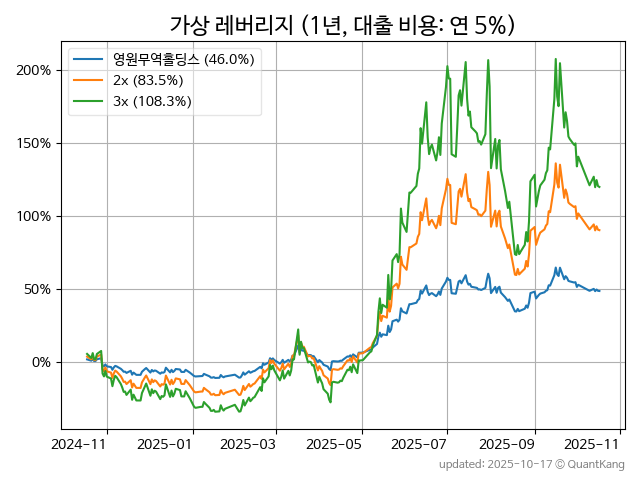 가상 레버리지 (1년, 대출 비용: 연 5%)
영원무역홀딩스 (46.0%)
2x (83.5%)
3x (108.3%)
200%
150%
100%
50%
0%
2024-11 2025-01 2025-03 2025-05 2025-07 2025-09 2025-11
updated: 2025-10-17 © QuantKang